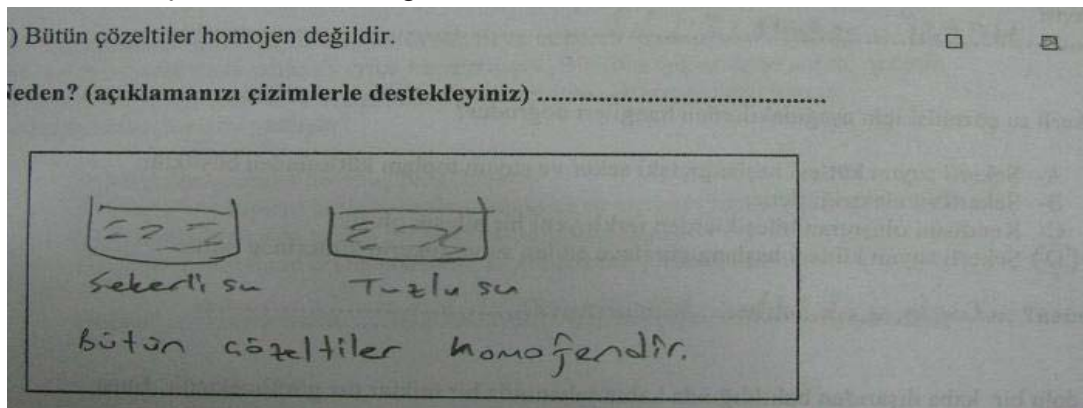 ) Bütün çözeltiler homojen değildir.
Neden? (açıklamanızı çizimlerle destekleyiniz) ......................................
Şekerli su Tuzlu su
Bütün çözeltiler homojendir.